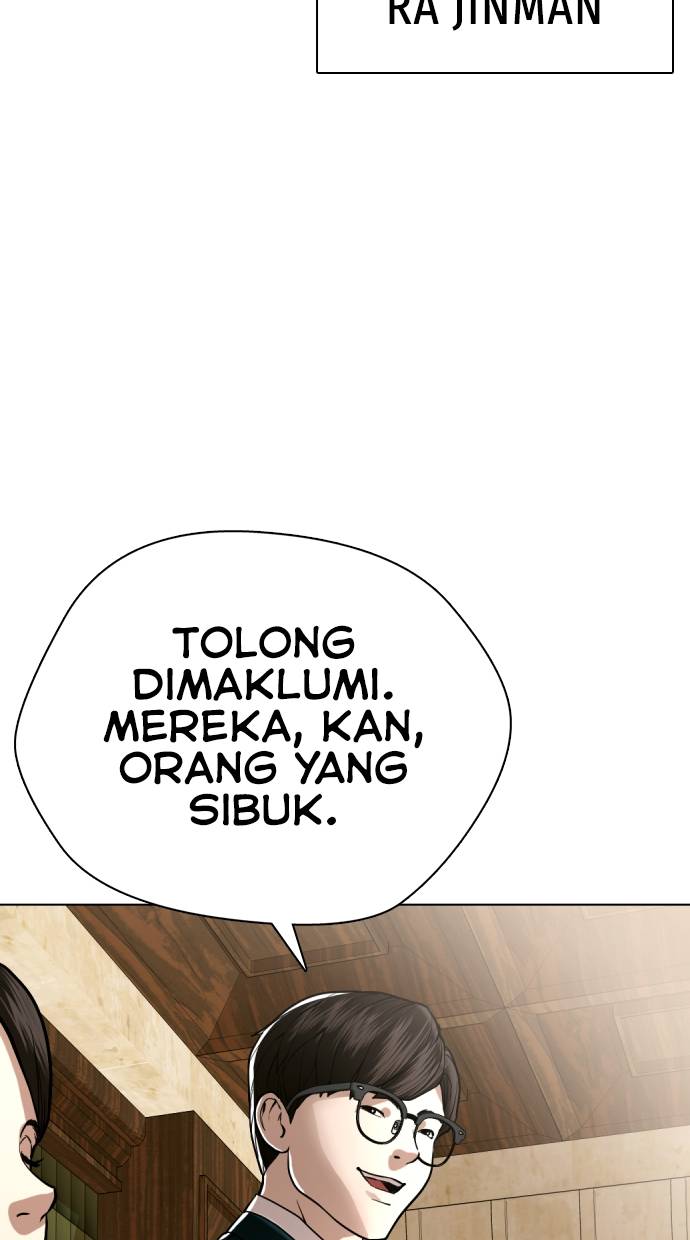 RA JINMAN
TOLONG
DIMAKLUMI.
MEREKA, KAN,
ORANG YANG
SIBUK.